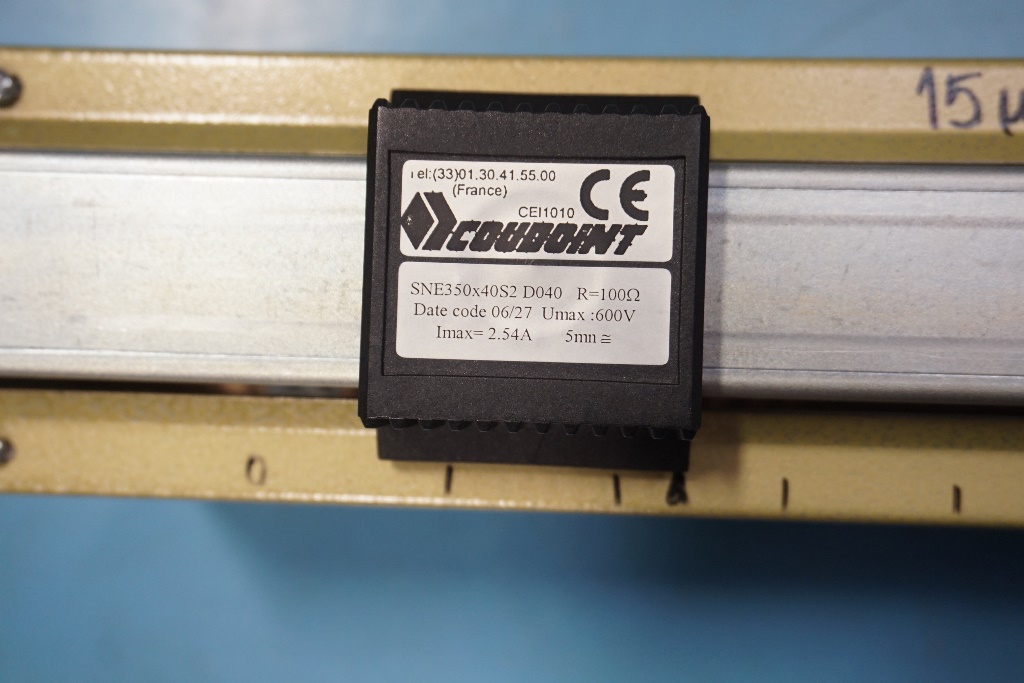 15 µ
Tel:(33)01.30.41.55.00
(France)
CE
CEI1010
COUDOINT
SNE350x40S2 D040 R=100Ω
Date code 06/27 Umax :600V
Imax= 2.54A 5mn ≅
0